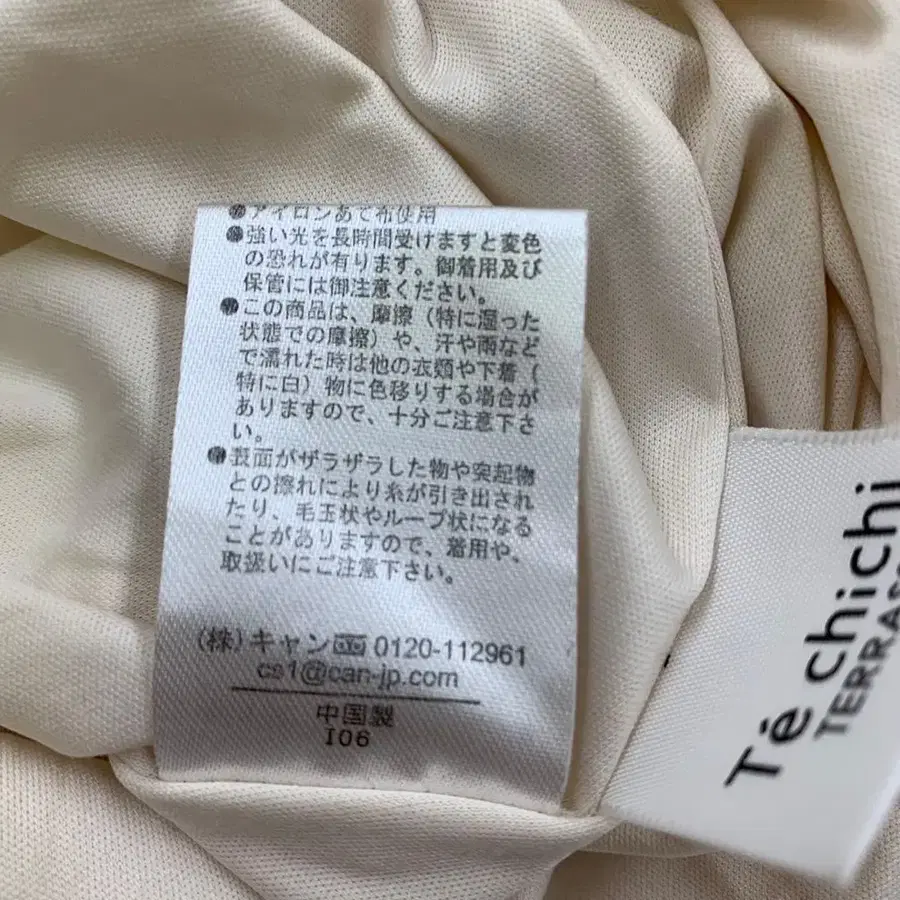 ●アイロンあて布使用
●強い光を長時間受けますと変色
の恐れが有ります。御着用及び
保管には御注意ください。
●この商品は、摩擦（特に湿った
状態での摩擦）や、汗や雨など
で濡れた時は他の衣類や下着（
特に白）物に色移りする場合が
ありますので、十分ご注意下さ
い。
●表面がザラザラした物や突起物
との擦れにより糸が引き出され
たり、毛玉状やループ状になる
ことがありますので、着用や、
取扱いにご注意下さい。
(株)キャン 0120-112961
cs1@can-jp.com
中国製
I06
Té chichi